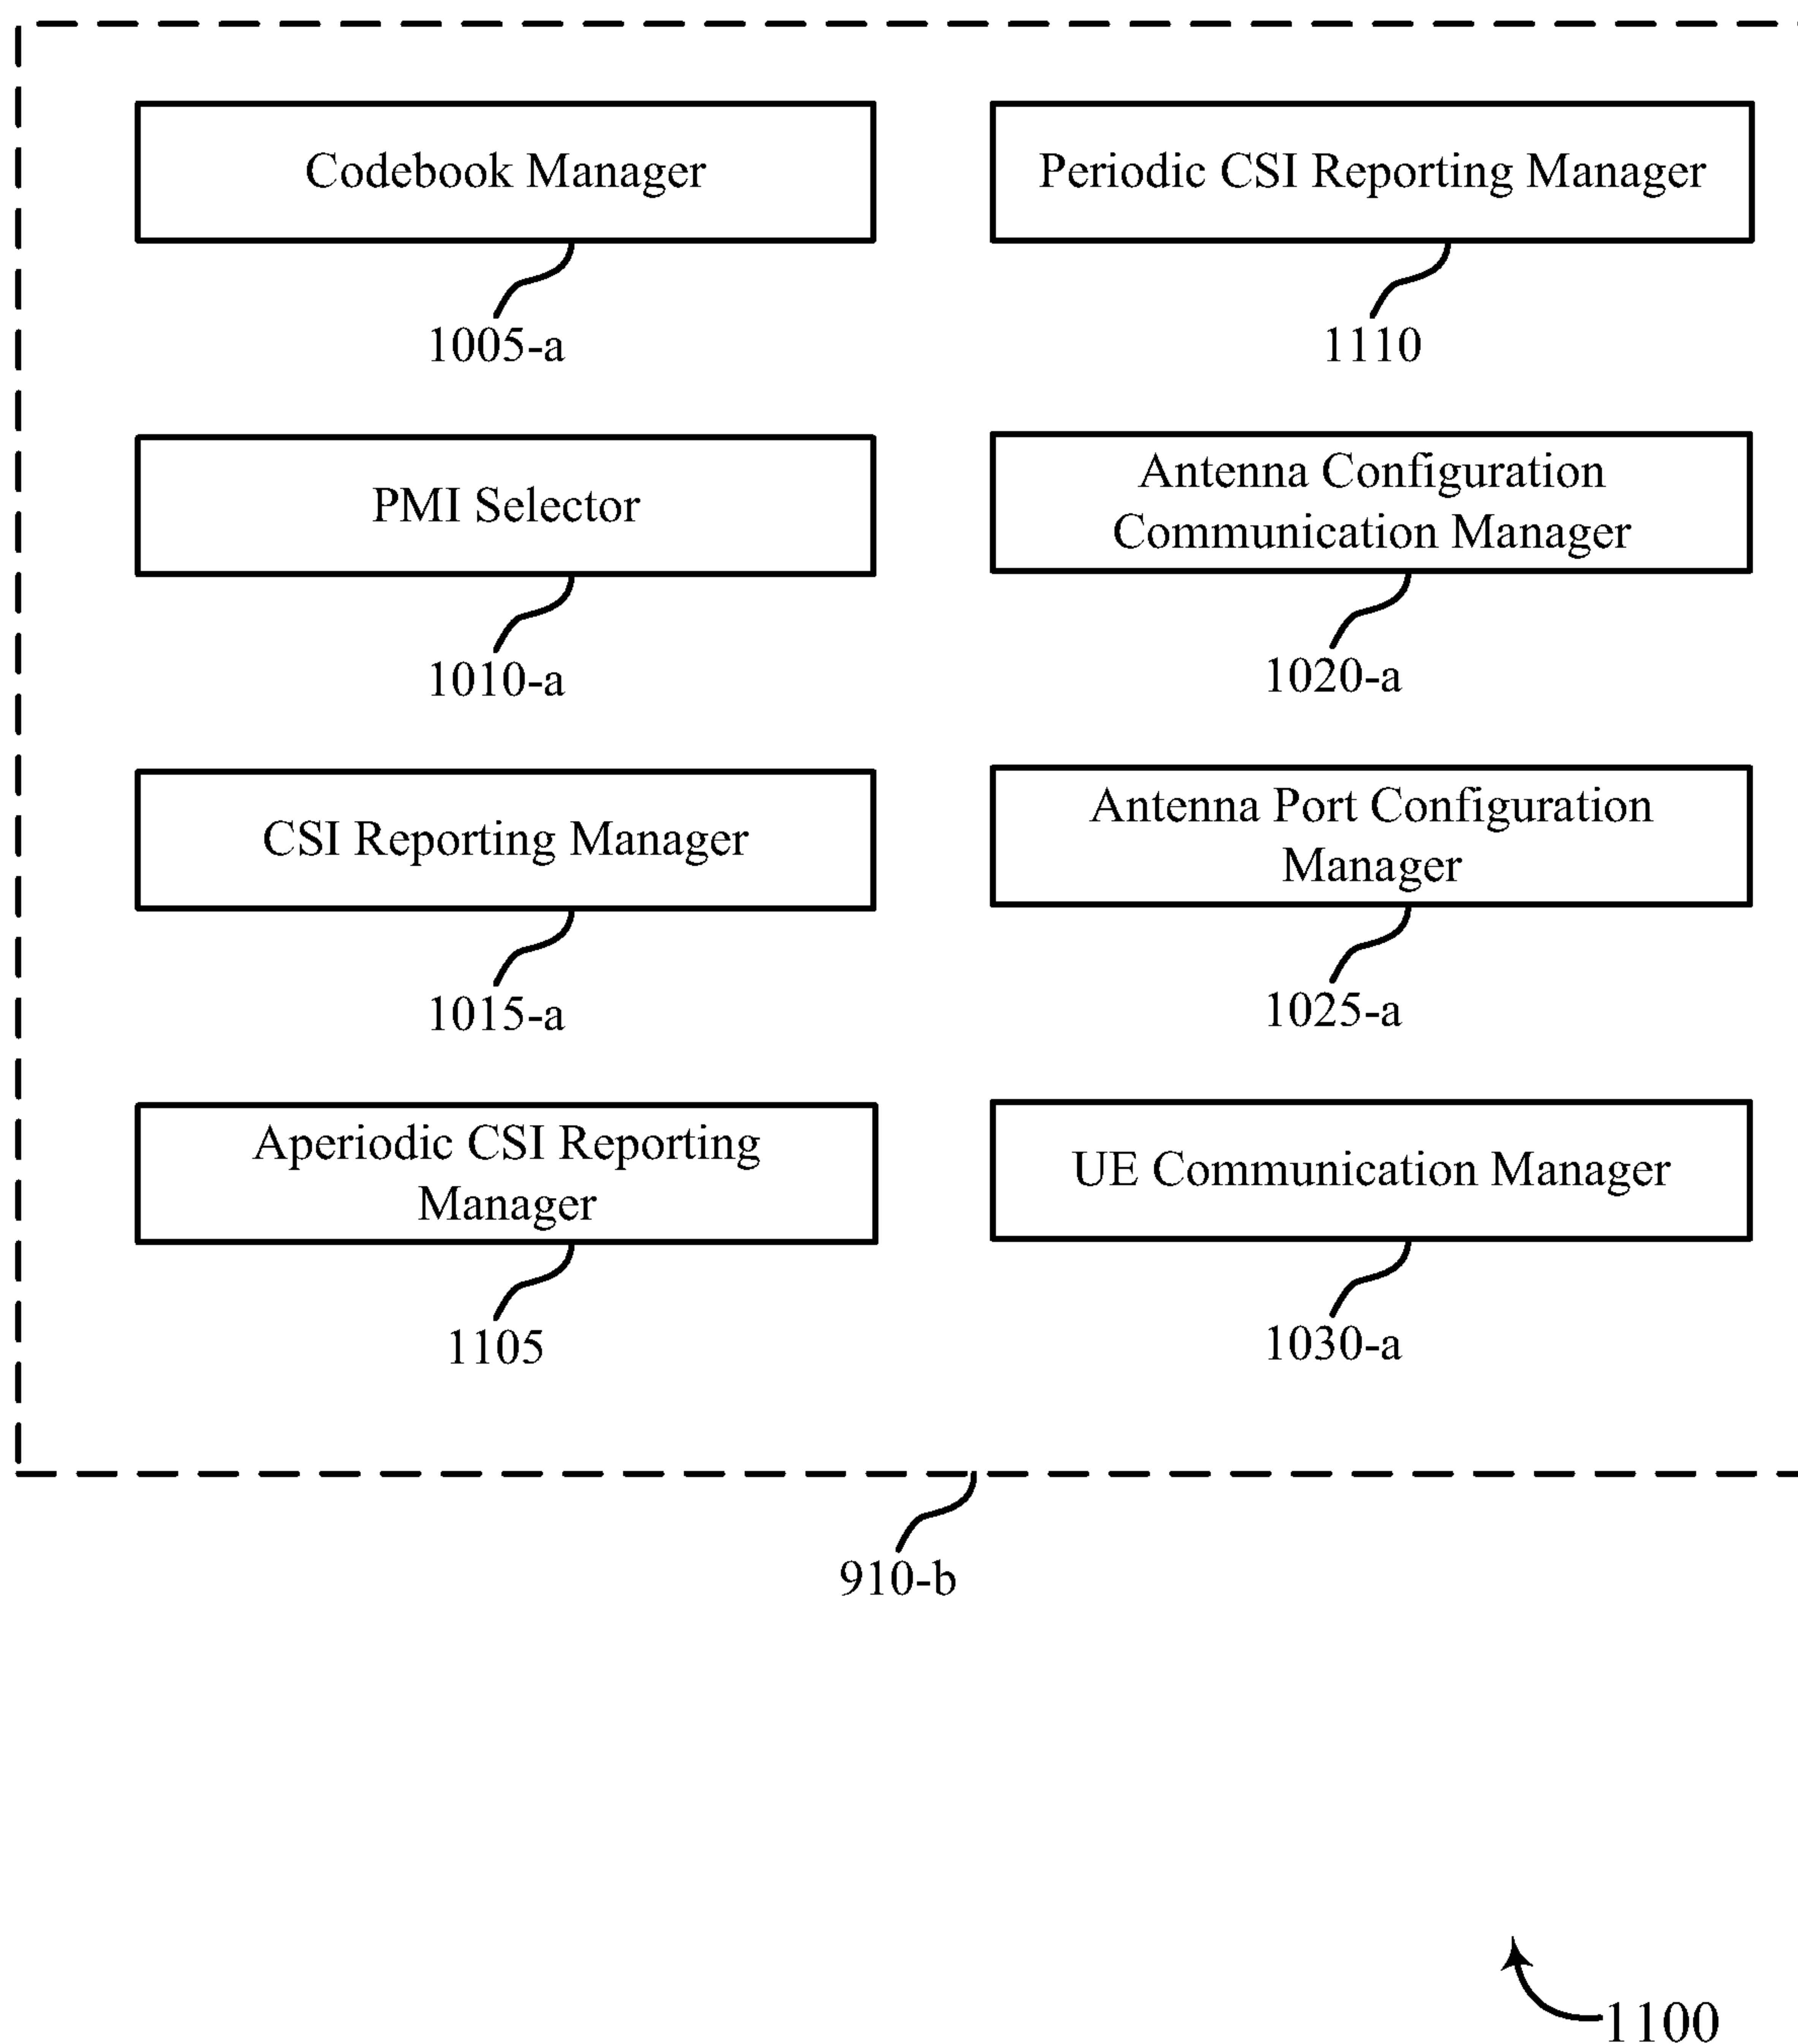 Codebook Manager
1005-a
Periodic CSI Reporting Manager
1110
PMI Selector
1010-a
Antenna Configuration
Communication Manager
1020-a
CSI Reporting Manager
1015-a
Antenna Port Configuration
Manager
1025-a
Aperiodic CSI Reporting
Manager
1105
UE Communication Manager
1030-a
910-b
1100